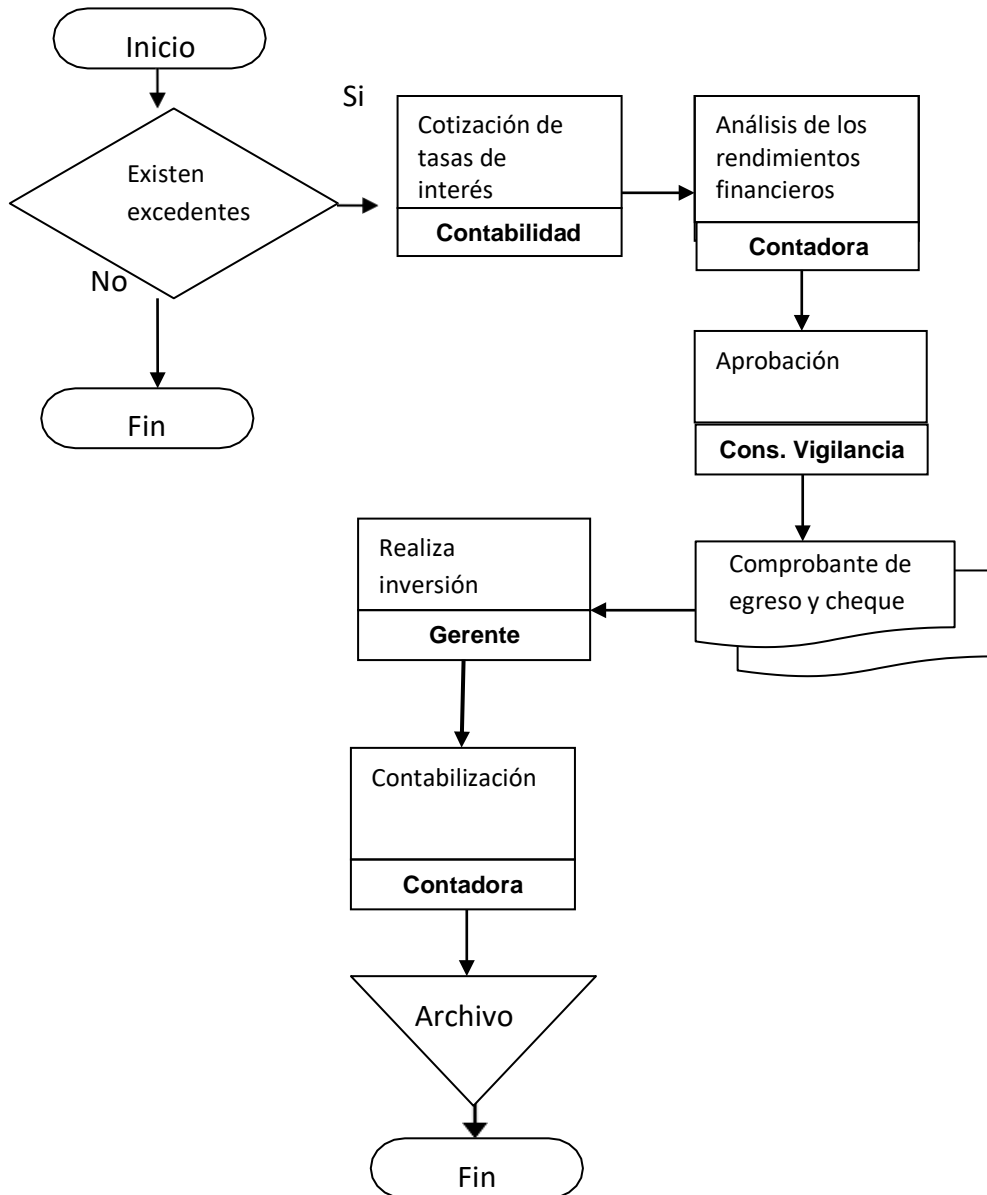 Inicio
Si
Existen
excedentes
No
Fin
Cotización de
tasas de
interés
Contabilidad
Análisis de los
rendimientos
financieros
Contadora
Aprobación
Cons. Vigilancia
Comprobante de
egreso y cheque
Realiza
inversión
Gerente
Contabilización
Contadora
Archivo
Fin